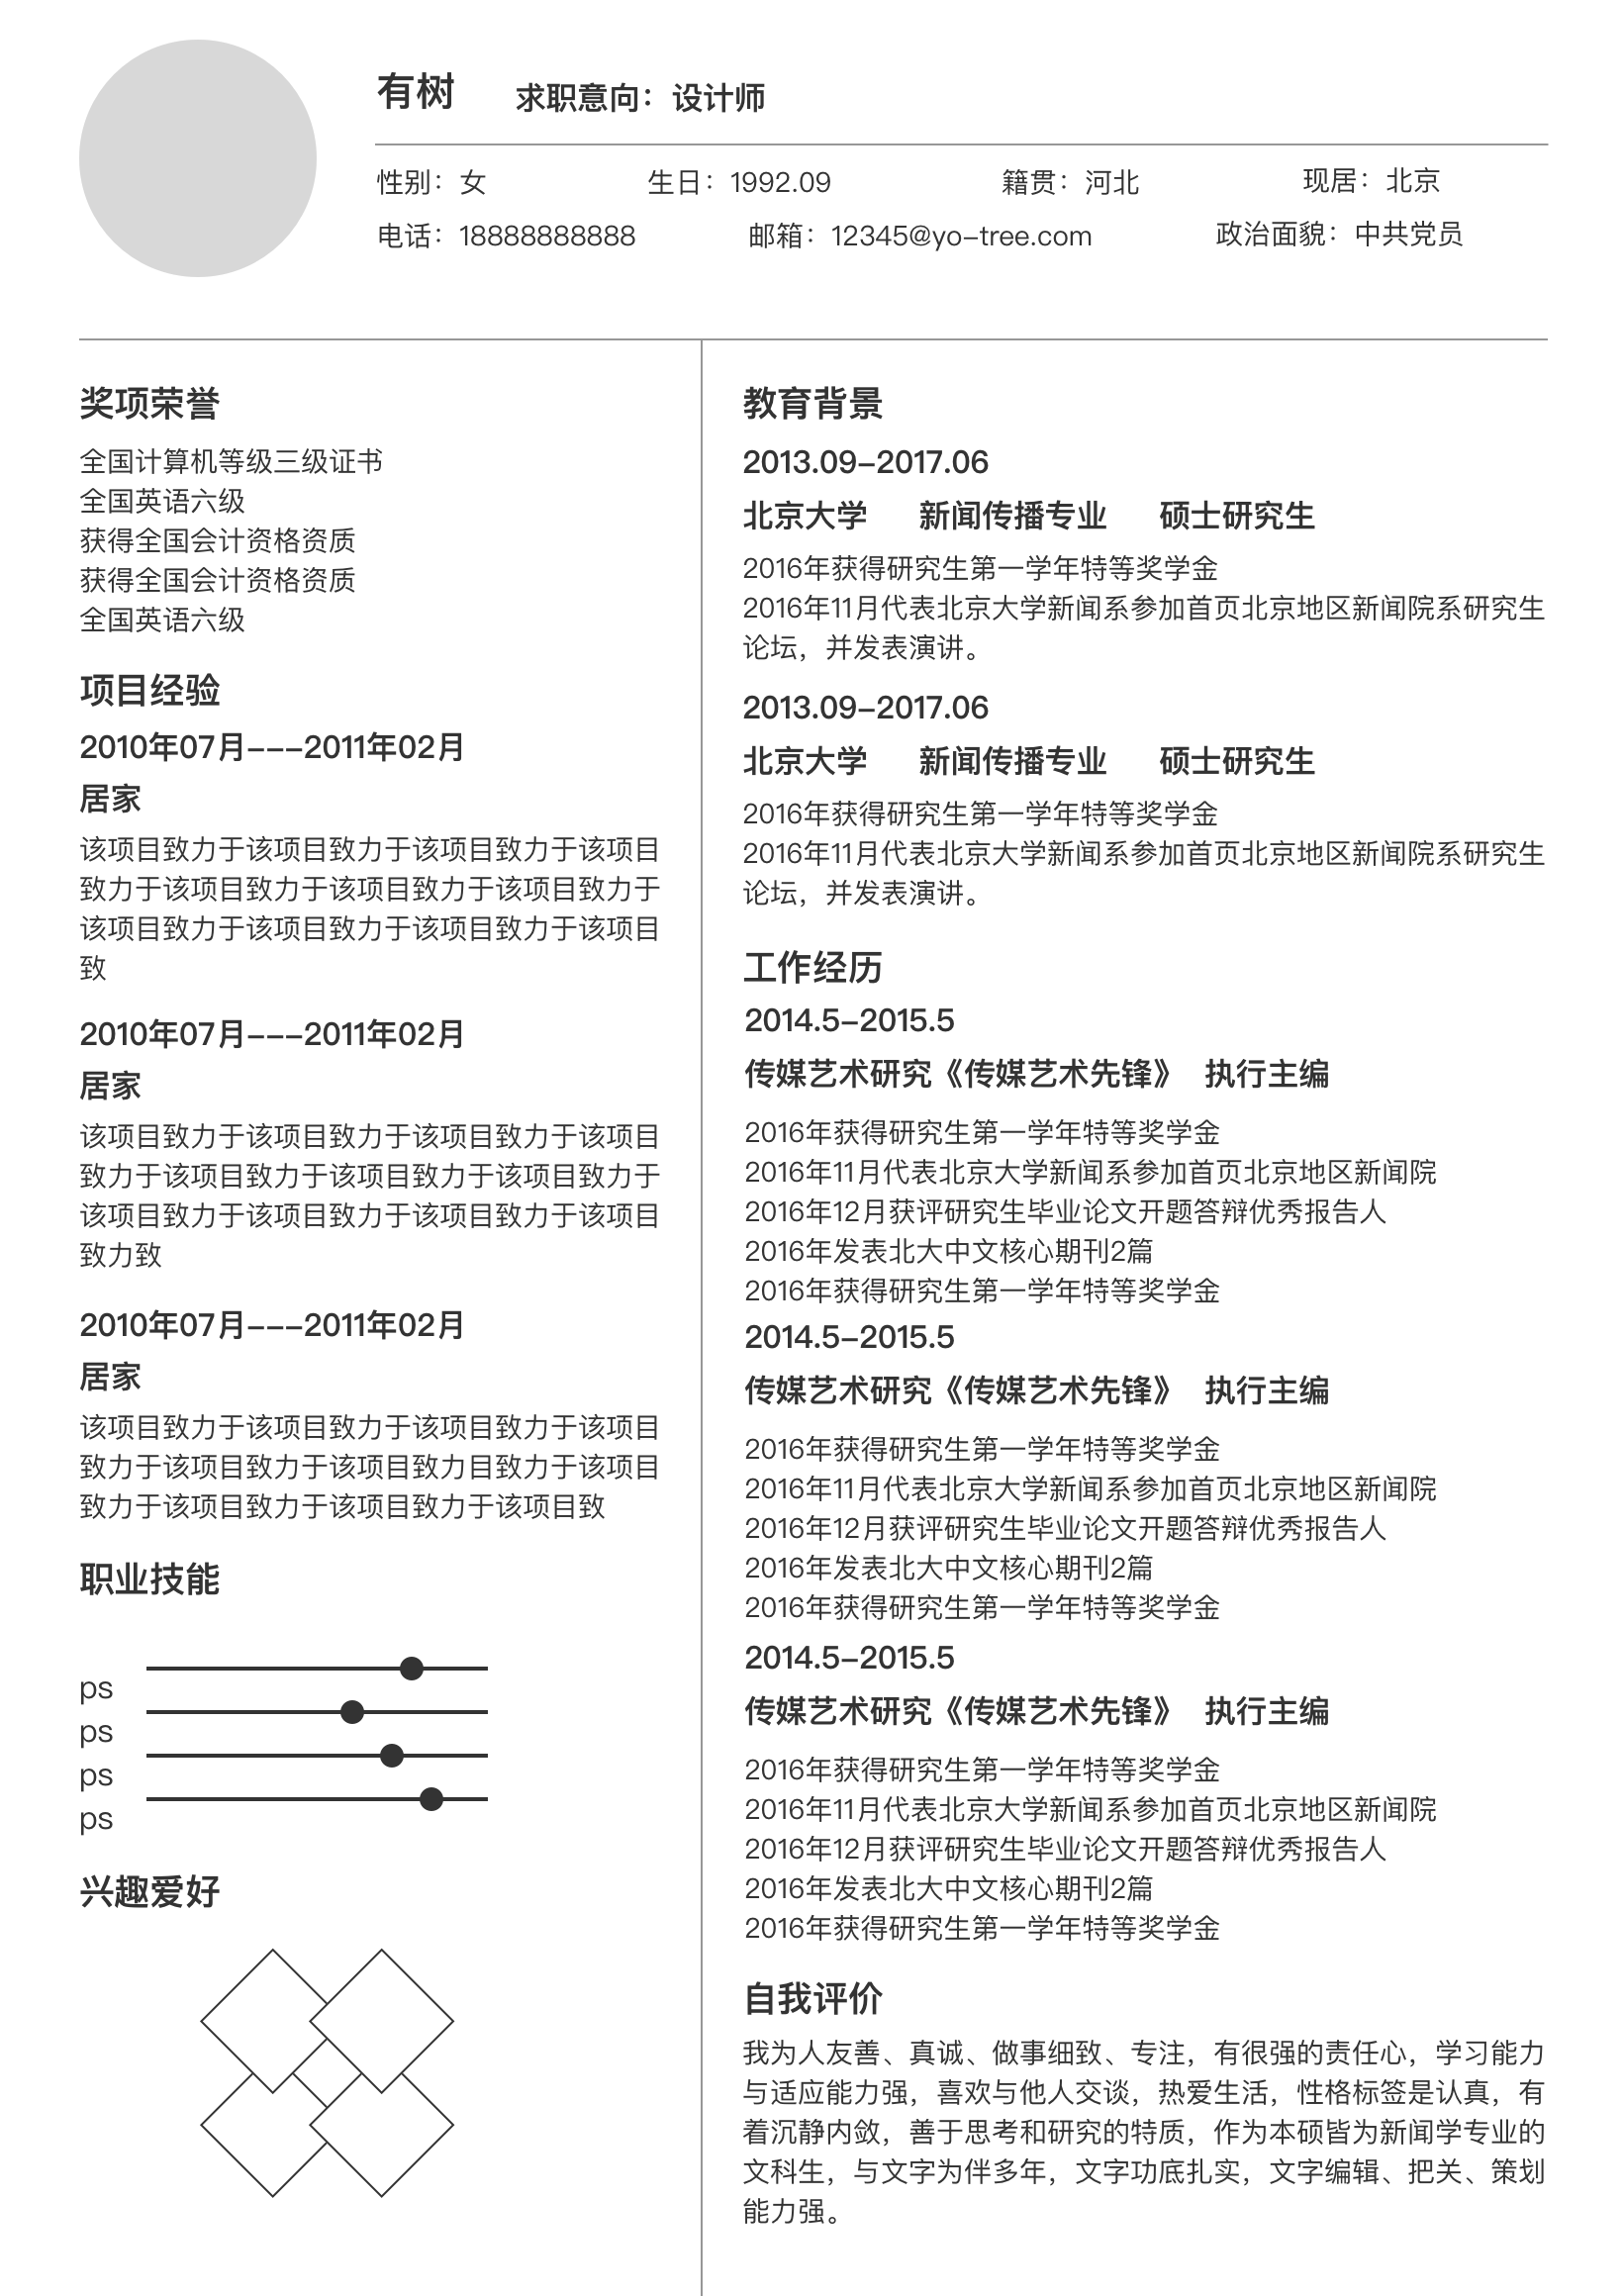 有树 求职意向：设计师
性别：女 生日：1992.09 籍贯：河北 现居：北京
电话：18888888888 邮箱：12345@yo-tree.com 政治面貌：中共党员
奖项荣誉
全国计算机等级三级证书
全国英语六级
获得全国会计资格资质
获得全国会计资格资质
全国英语六级
项目经验
2010年07月---2011年02月
居家
该项目致力于该项目致力于该项目致力于该项目
致力于该项目致力于该项目致力于该项目致力于
该项目致力于该项目致力于该项目致力于该项目
致
2010年07月---2011年02月
居家
该项目致力于该项目致力于该项目致力于该项目
致力于该项目致力于该项目致力于该项目致力于
该项目致力于该项目致力于该项目致力于该项目
致力致
2010年07月---2011年02月
居家
该项目致力于该项目致力于该项目致力于该项目
致力于该项目致力于该项目致力目致力于该项目
致力于该项目致力于该项目致力于该项目致
职业技能
ps
ps
ps
ps
兴趣爱好
教育背景
2013.09-2017.06
北京大学 新闻传播专业 硕士研究生
2016年获得研究生第一学年特等奖学金
2016年11月代表北京大学新闻系参加首页北京地区新闻院系研究生
论坛，并发表演讲。
2013.09-2017.06
北京大学 新闻传播专业 硕士研究生
2016年获得研究生第一学年特等奖学金
2016年11月代表北京大学新闻系参加首页北京地区新闻院系研究生
论坛，并发表演讲。
工作经历
2014.5-2015.5
传媒艺术研究《传媒艺术先锋》 执行主编
2016年获得研究生第一学年特等奖学金
2016年11月代表北京大学新闻系参加首页北京地区新闻院
2016年12月获评研究生毕业论文开题答辩优秀报告人
2016年发表北大中文核心期刊2篇
2016年获得研究生第一学年特等奖学金
2014.5-2015.5
传媒艺术研究《传媒艺术先锋》 执行主编
2016年获得研究生第一学年特等奖学金
2016年11月代表北京大学新闻系参加首页北京地区新闻院
2016年12月获评研究生毕业论文开题答辩优秀报告人
2016年发表北大中文核心期刊2篇
2016年获得研究生第一学年特等奖学金
2014.5-2015.5
传媒艺术研究《传媒艺术先锋》 执行主编
2016年获得研究生第一学年特等奖学金
2016年11月代表北京大学新闻系参加首页北京地区新闻院
2016年12月获评研究生毕业论文开题答辩优秀报告人
2016年发表北大中文核心期刊2篇
2016年获得研究生第一学年特等奖学金
自我评价
我为人友善、真诚、做事细致、专注，有很强的责任心，学习能力
与适应能力强，喜欢与他人交谈，热爱生活，性格标签是认真，有
着沉静内敛，善于思考和研究的特质，作为本硕皆为新闻学专业的
文科生，与文字为伴多年，文字功底扎实，文字编辑、把关、策划
能力强。